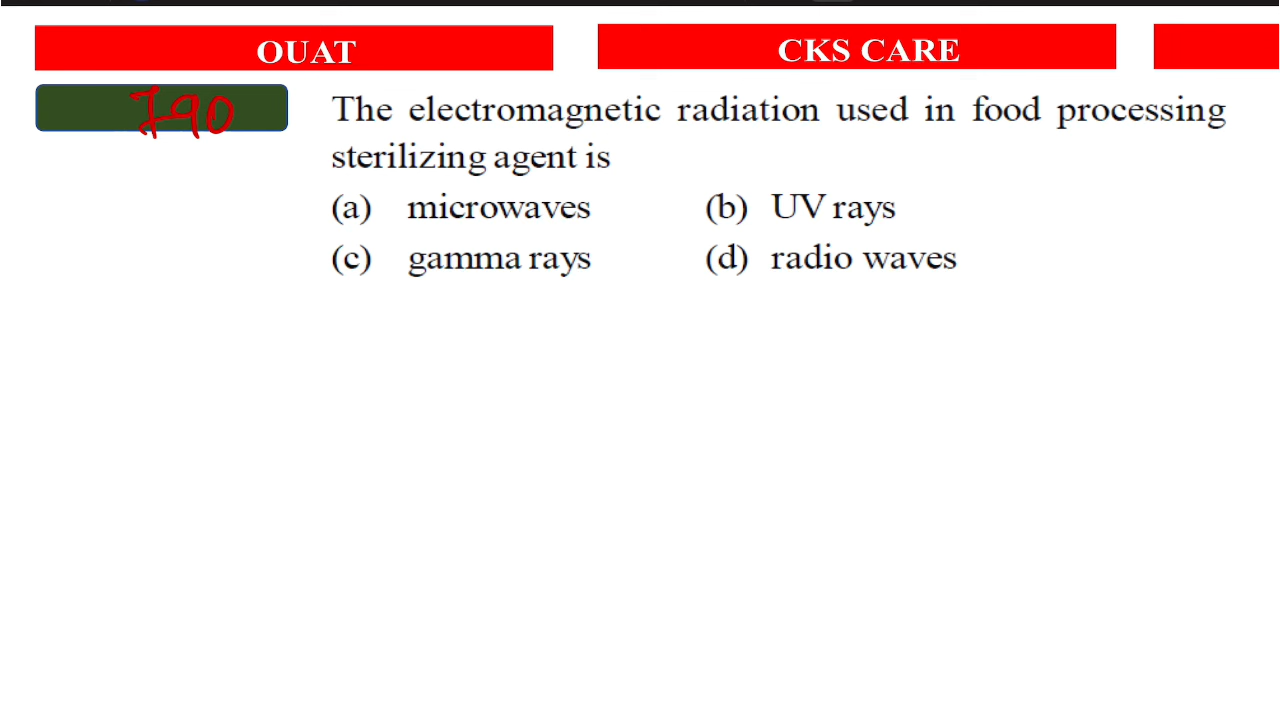 OUAT
CKS CARE
790
The electromagnetic radiation used in food processing
sterilizing agent is
(a) microwaves (b) UV rays
(c) gamma rays (d) radio waves